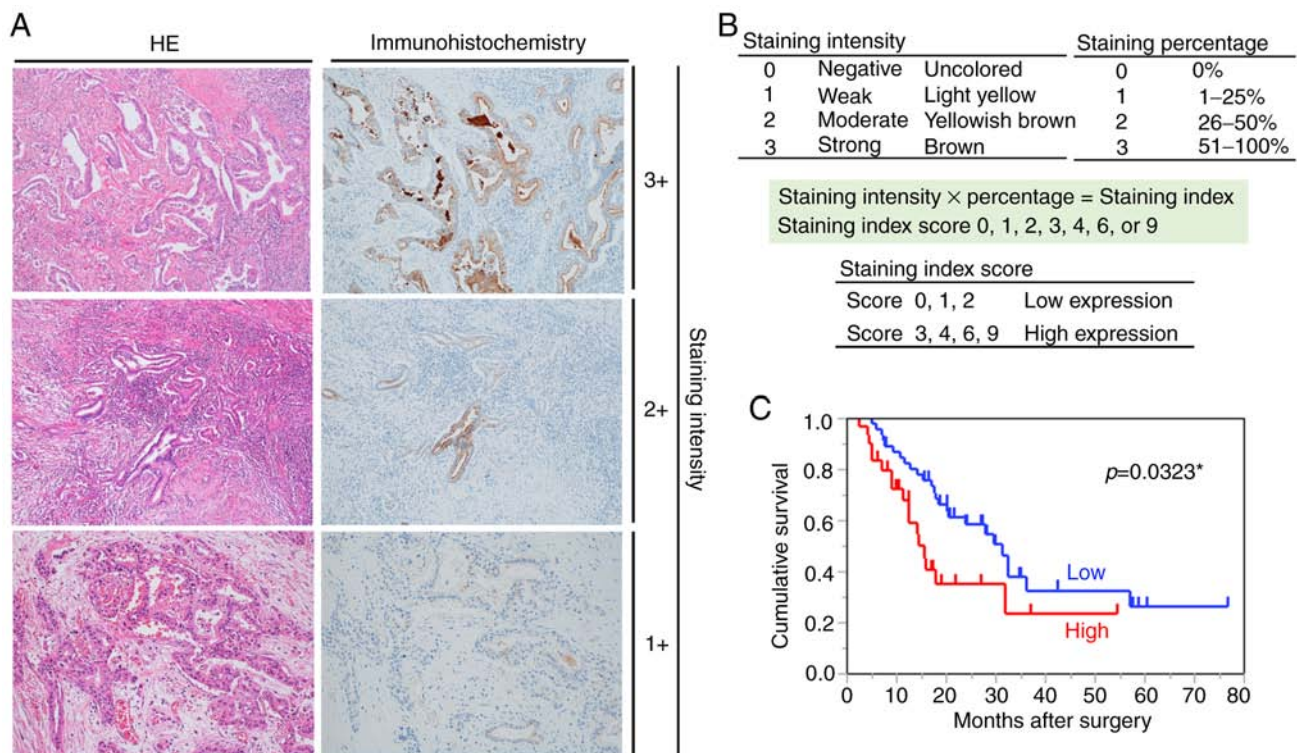 A
HE
Immunohistochemistry
3+
2+
1+
Staining intensity
B
Staining intensity
0 Negative Uncolored
1 Weak Light yellow
2 Moderate Yellowish brown
3 Strong Brown
Staining percentage
0 0%
1 1–25%
2 26–50%
3 51–100%
Staining intensity × percentage = Staining index
Staining index score 0, 1, 2, 3, 4, 6, or 9
Staining index score
Score 0, 1, 2 Low expression
Score 3, 4, 6, 9 High expression
C
Cumulative survival
1.0
0.8
0.6
0.4
0.2
0.0
p=0.0323*
Low
High
0 10 20 30 40 50 60 70 80
Months after surgery